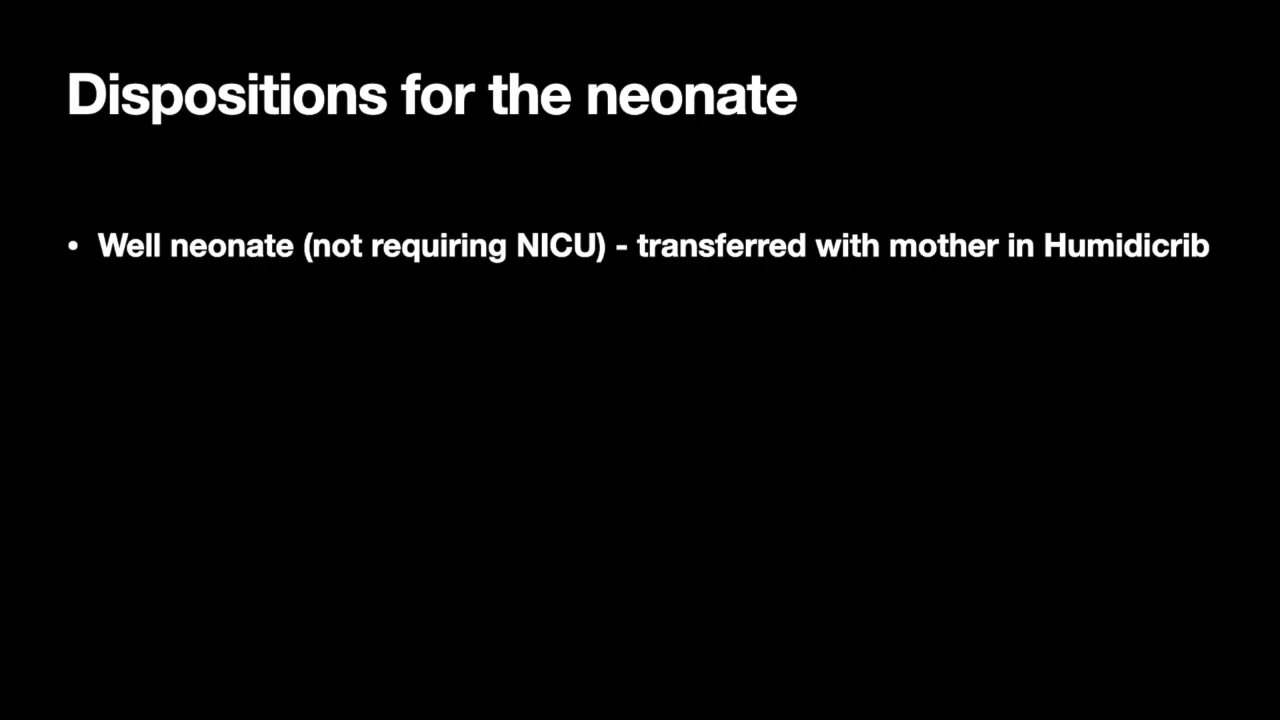 Dispositions for the neonate
• Well neonate (not requiring NICU) - transferred with mother in Humidicrib